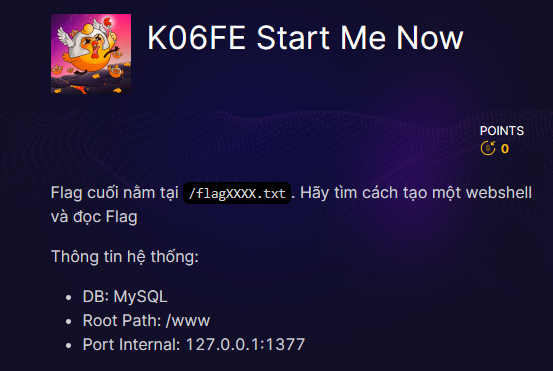 K06FE Start Me Now
POINTS
0
Flag cuối nằm tại /flagXXXX.txt. Hãy tìm cách tạo một webshell
và đọc Flag
Thông tin hệ thống:
• DB: MySQL
• Root Path: /www
• Port Internal: 127.0.0.1:1377